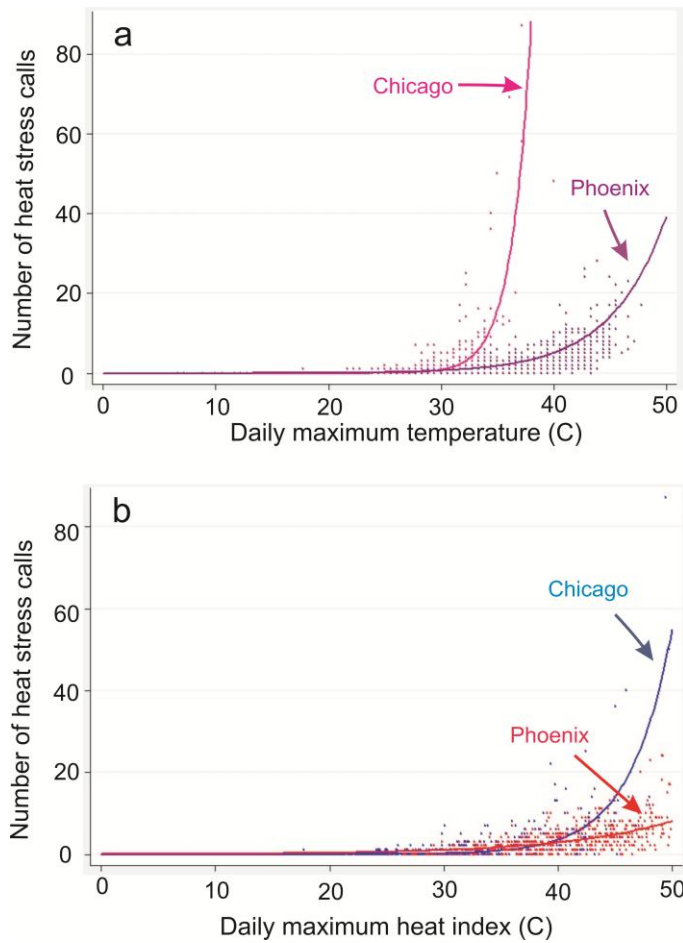 a
80
Chicago
60
Phoenix
40
20
0
0 10 20 30 40 50
Daily maximum temperature (C)
Number of heat stress calls
b
80
60
Chicago
40
Phoenix
20
0
0 10 20 30 40 50
Daily maximum heat index (C)
Number of heat stress calls